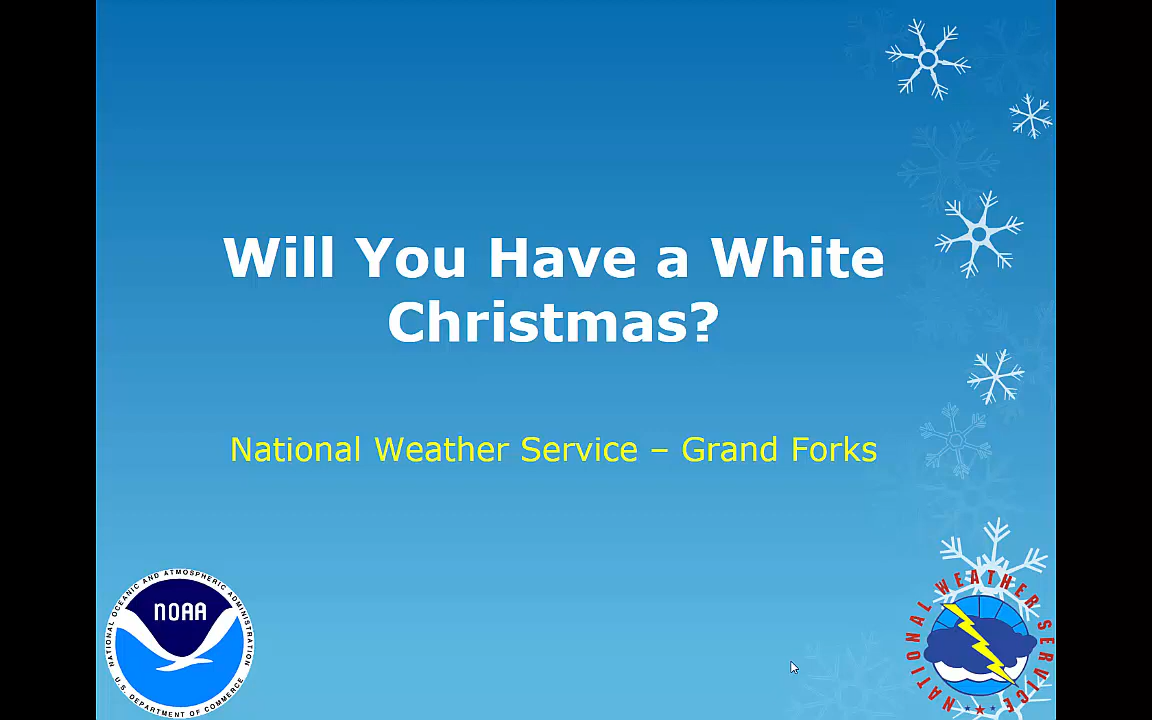 Will You Have a White
Christmas?
National Weather Service – Grand Forks
NATIONAL OCEANIC AND ATMOSPHERIC ADMINISTRATION
NOAA
U.S. DEPARTMENT OF COMMERCE
NATIONAL WEATHER SERVICE